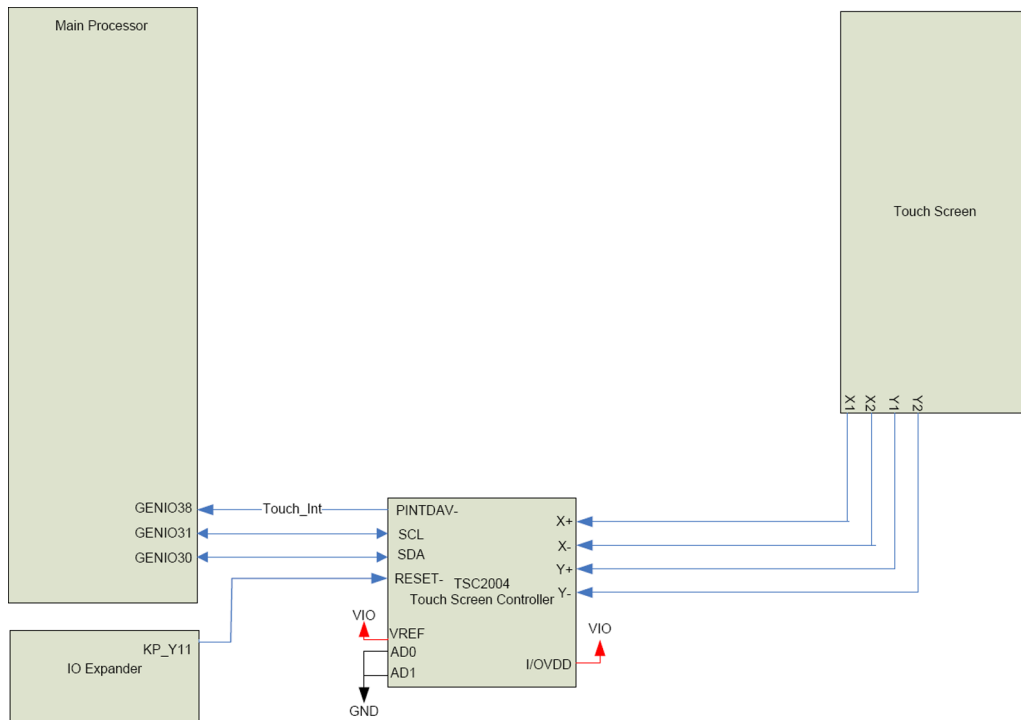 Main Processor
Touch Screen
X1
X2
Y1
Y2
GENIO38
Touch_Int
PINTDAV-
X+
GENIO31
SCL
X-
GENIO30
SDA
Y+
RESET-
TSC2004
Y-
Touch Screen Controller
VIO
VREF
VIO
KP_Y11
AD0
IO Expander
I/OVDD
AD1
GND